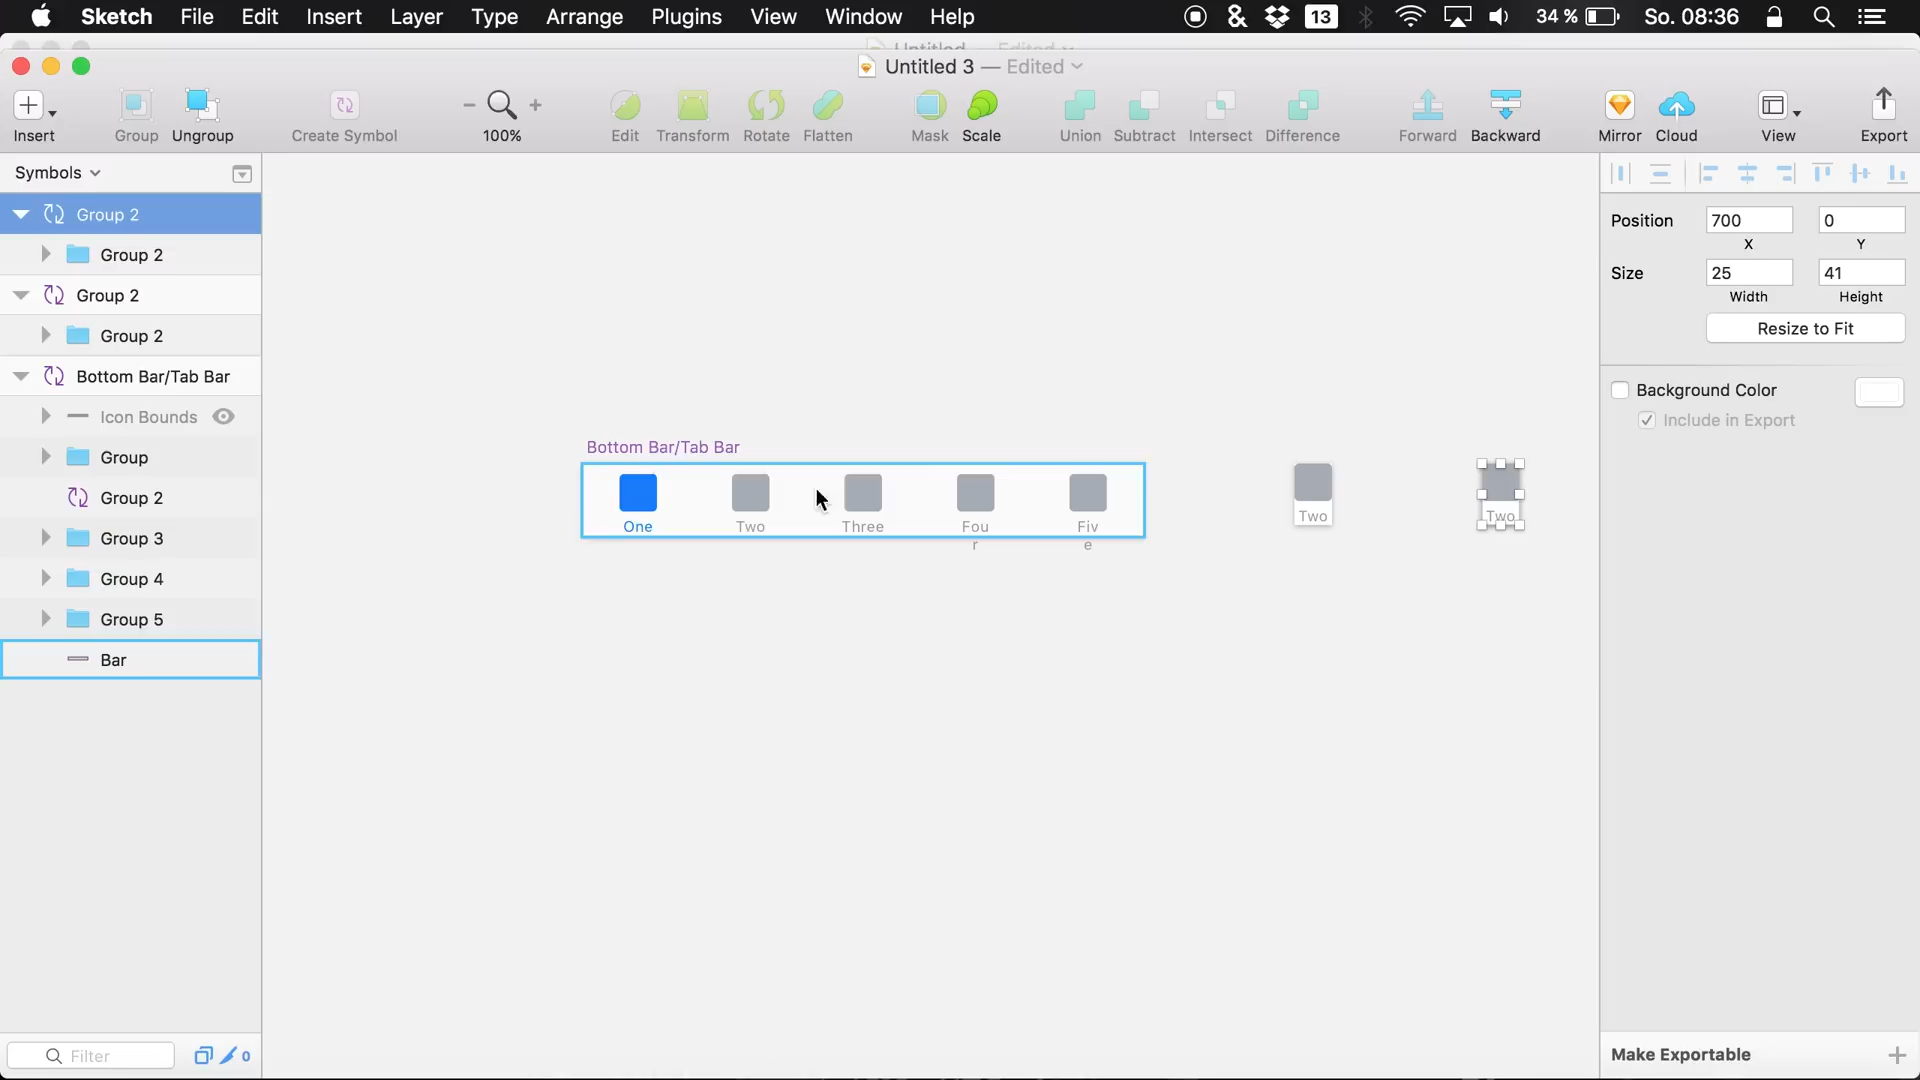 Sketch File Edit Insert Layer Type Arrange Plugins View Window Help 13 34 % So. 08:36
Untitled — Edited
Untitled 3 — Edited
Insert Group Ungroup Create Symbol 100% Edit Transform Rotate Flatten Mask Scale Union Subtract Intersect Difference Forward Backward Mirror Cloud View Export
Symbols
Group 2
Group 2
Group 2
Group 2
Bottom Bar/Tab Bar
Icon Bounds
Group
Group 2
Group 3
Group 4
Group 5
Bar
Filter
0
Bottom Bar/Tab Bar
One Two Three Fou Fiv
r e
Two
Two
Position 700 0
X Y
Size 25 41
Width Height
Resize to Fit
Background Color
Include in Export
Make Exportable